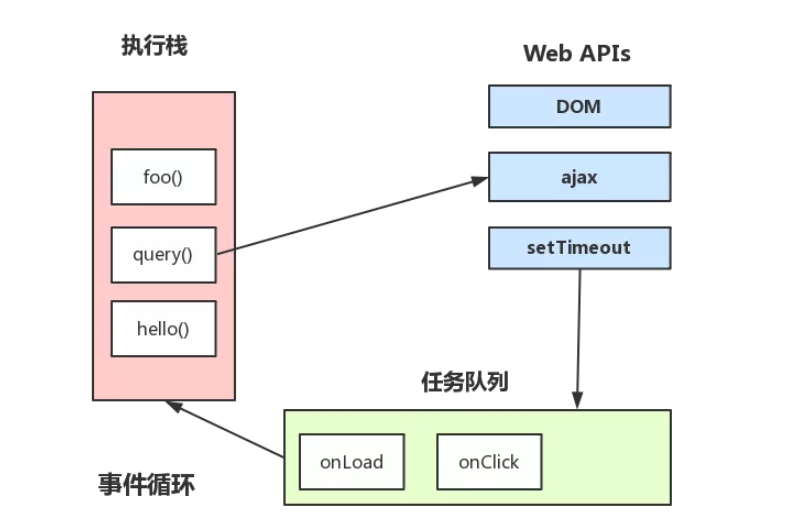 执行栈
Web APIs
DOM
foo()
ajax
query()
setTimeout
hello()
任务队列
onLoad
onClick
事件循环